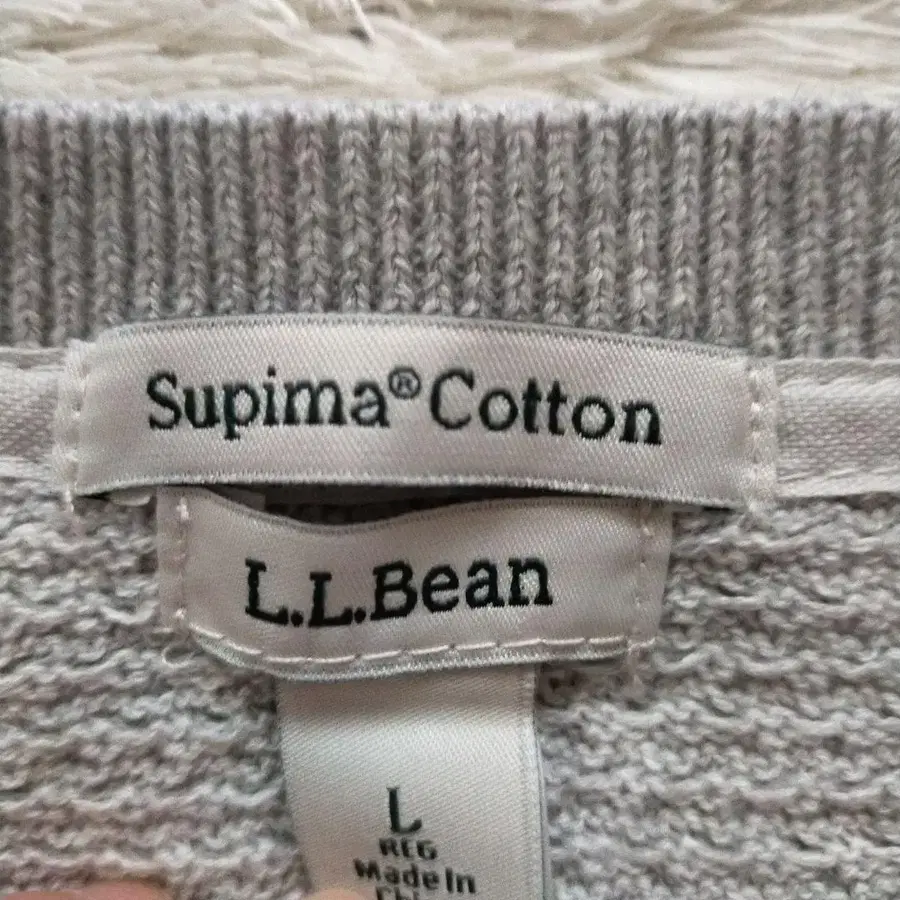 Supima® Cotton
L.L.Bean
L
REG
Made In